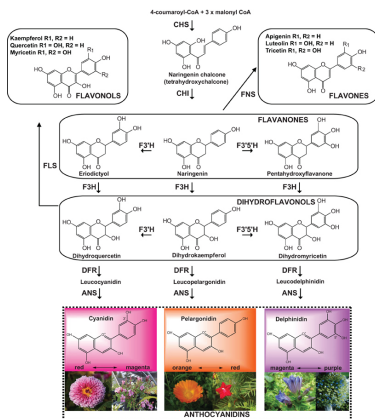 4-coumaroyl-CoA + 3 x malonyl CoA
CHS
Kaempferol R1, R2 = H
Quercetin R1 = OH, R2 = H
Myricetin R1, R2 = OH
FLAVONOLS
Naringenin chalcone
(tetrahydroxychalcone)
CHI
FNS
Apigenin R1, R2 = H
Luteolin R1 = OH, R2 = H
Tricetin R1, R2 = OH
FLAVONES
FLAVANONES
F3'H
F3'5'H
Eriodictyol
Naringenin
Pentahydroxyflavanone
FLS
F3H
F3H
F3H
DIHYDROFLAVONOLS
F3'H
F3'5'H
Dihydroquercetin
Dihydrokaempferol
Dihydromyricetin
DFR
DFR
DFR
Leucocyanidin
Leucopelargonidin
Leucodelphinidin
ANS
ANS
ANS
Cyanidin
Pelargonidin
Delphinidin
red
magenta
orange
red
magenta
purple
ANTHOCYANIDINS